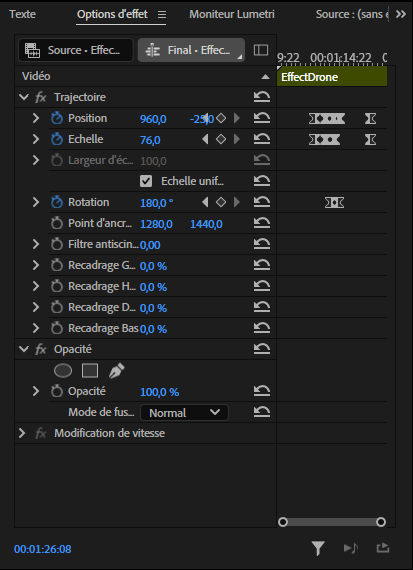 Texte Options d'effet Moniteur Lumetri Source : (sans e
Source • Effec... Final • Effec...
9:22 00:01:14:22 0
Vidéo EffectDrone
fx Trajectoire
Position 960,0 -25,0
Echelle 76,0
Largeur d'éc... 100,0
Echelle unif...
Rotation 180,0 °
Point d'ancr... 1280,0 1440,0
Filtre antiscin... 0,00
Recadrage G... 0,0 %
Recadrage H... 0,0 %
Recadrage D... 0,0 %
Recadrage Bas 0,0 %
fx Opacité
Opacité 100,0 %
Mode de fus... Normal
fx Modification de vitesse
00:01:26:08